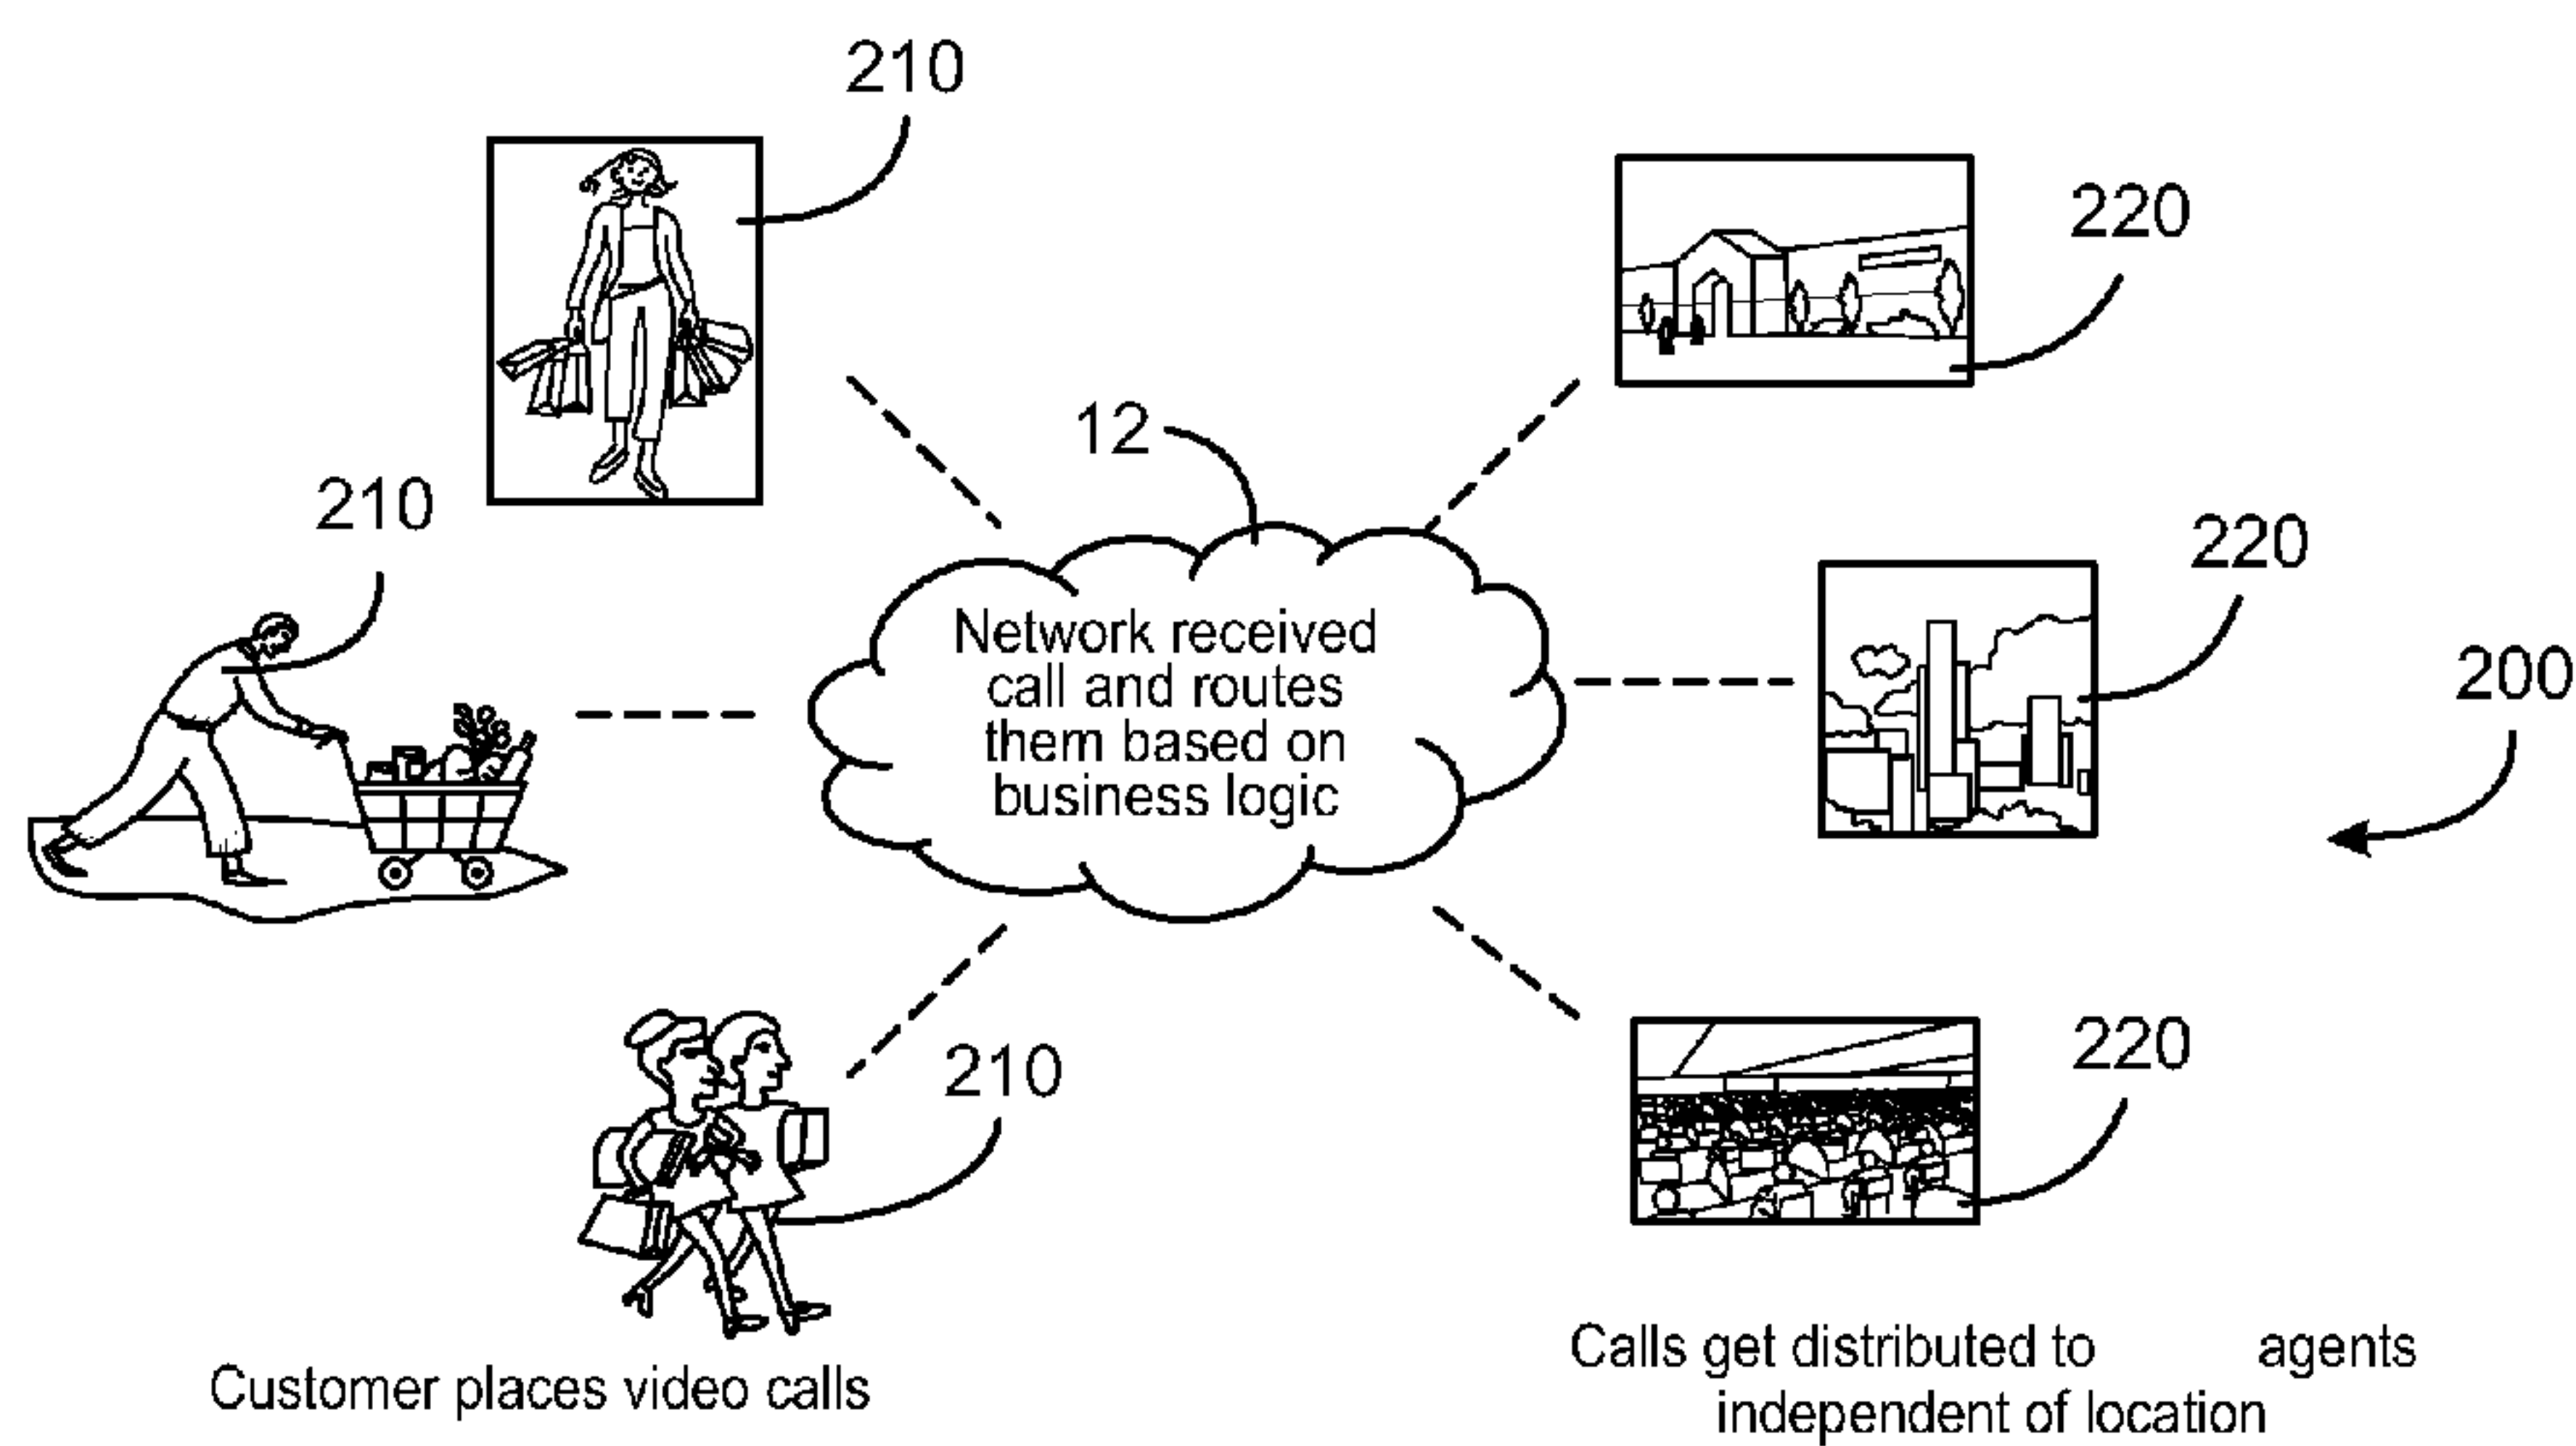 210
220
12
210
220
200
Network received
call and routes
them based on
business logic
210
220
Customer places video calls
Calls get distributed to agents
independent of location